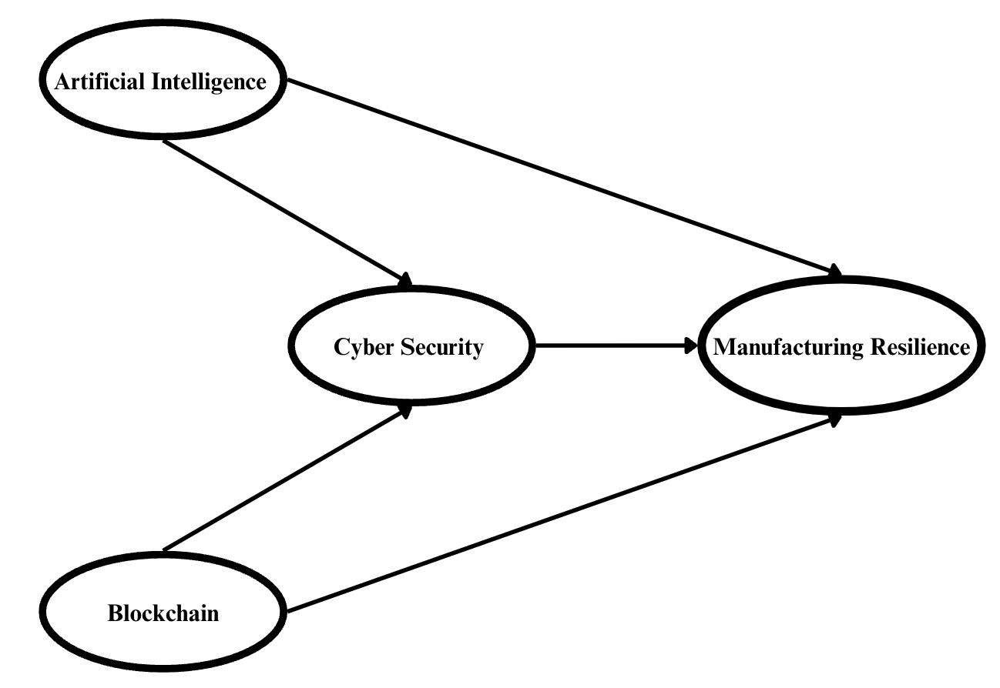 Artificial Intelligence
Cyber Security
Manufacturing Resilience
Blockchain